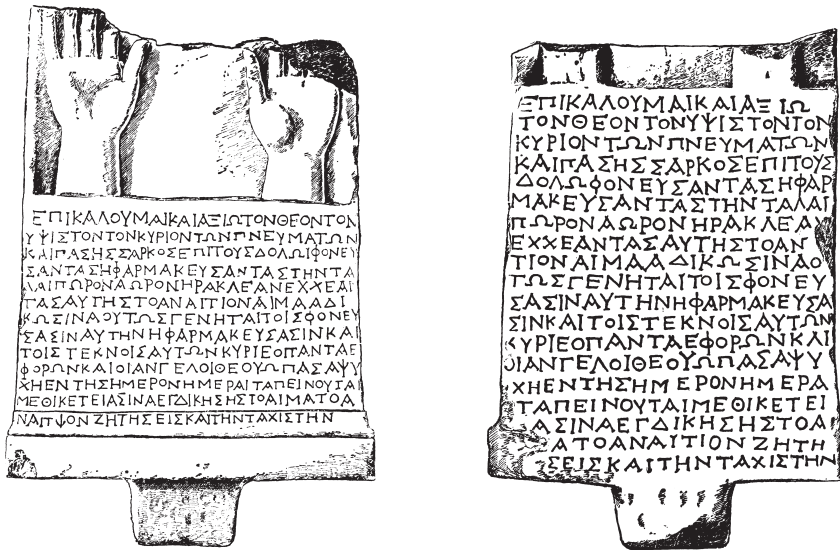 ΕΠΙΚΑΛΟΥΜΑΙΚΑΙΑΞΙΩΤΟΝΘΕΟΝΤΟΝ
ΥΨΙΣΤΟΝΤΟΝΚΥΡΙΟΝΤΩΝΠΝΕΥΜΑΤΩΝ
ΚΑΙΠΑΣΗΣΣΑΡΚΟΣΕΠΙΤΟΥΣΔΟΛΩΙΦΟΝΕΥ
ΣΑΝΤΑΣΗΦΑΡΜΑΚΕΥΣΑΝΤΑΣΤΗΝΤΑ
ΛΑΙΠΩΡΟΝΑΩΡΟΝΗΡΑΚΛΕΑΝΕΧΧΕΑΝ
ΤΑΣΑΥΤΗΣΤΟΑΝΑΙΤΙΟΝΑΙΜΑΑΔΙ
ΚΩΣΙΝΑΟΥΤΩΣΓΕΝΗΤΑΙΤΟΙΣΦΟΝΕΥ
ΣΑΣΙΝΑΥΤΗΝΗΦΑΡΜΑΚΕΥΣΑΣΙΝΚΑΙ
ΤΟΙΣΤΕΚΝΟΙΣΑΥΤΩΝΚΥΡΙΕΟΠΑΝΤΑΕ
ΦΟΡΩΝΚΑΙΟΙΑΝΓΕΛΟΙΘΕΟΥΩΠΑΣΑΨΥ
ΧΗΕΝΤΗΣΗΜΕΡΟΝΗΜΕΡΑΙΤΑΠΕΙΝΟΥΤΑΙ
ΜΕΘΙΚΕΤΕΙΑΣΙΝΑΕΓΔΙΚΗΣΗΣΤΟΑΙΜΑΤΟΑ
ΝΑΙΤΙΟΝΖΗΤΗΣΕΙΣΚΑΙΤΗΝΤΑΧΙΣΤΗΝ
ΕΠΙΚΑΛΟΥΜΑΙΚΑΙΑΞΙΩ
ΤΟΝΘΕΟΝΤΟΝΥΨΙΣΤΟΝΤΟΝ
ΚΥΡΙΟΝΤΩΝΠΝΕΥΜΑΤΩΝ
ΚΑΙΠΑΣΗΣΣΑΡΚΟΣΕΠΙΤΟΥΣ
ΔΟΛΩΦΟΝΕΥΣΑΝΤΑΣΗΦΑΡ
ΜΑΚΕΥΣΑΝΤΑΣΤΗΝΤΑΛΑΙ
ΠΩΡΟΝΑΩΡΟΝΗΡΑΚΛΕΑΝ
ΕΧΧΕΑΝΤΑΣΑΥΤΗΣΤΟΑΝ
ΤΙΟΝΑΙΜΑΑΔΙΚΩΣΙΝΑΟ
ΤΩΣΓΕΝΗΤΑΙΤΟΙΣΦΟΝΕΥ
ΣΑΣΙΝΑΥΤΗΝΗΦΑΡΜΑΚΕΥΣΑ
ΣΙΝΚΑΙΤΟΙΣΤΕΚΝΟΙΣΑΥΤΩΝ
ΚΥΡΙΕΟΠΑΝΤΑΕΦΟΡΩΝΚΑΙ
ΟΙΑΝΓΕΛΟΙΘΕΟΥΩΠΑΣΑΨΥ
ΧΗΕΝΤΗΣΗΜΕΡΟΝΗΜΕΡΑ
ΤΑΠΕΙΝΟΥΤΑΙΜΕΘΙΚΕΤΕΙ
ΑΣΙΝΑΕΓΔΙΚΗΣΗΣΤΟΑΙ
ΑΤΟΑΝΑΙΤΙΟΝΖΗΤΗ
ΣΕΙΣΚΑΙΤΗΝΤΑΧΙΣΤΗΝ